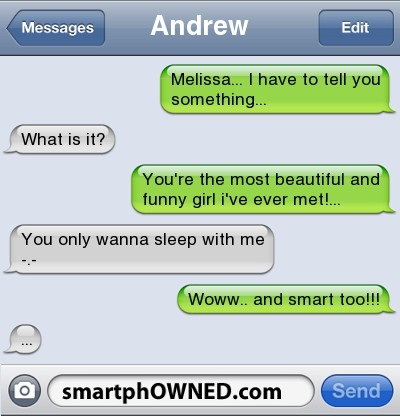 Messages
Andrew
Edit
Melissa... I have to tell you
something...
What is it?
You're the most beautiful and
funny girl i've ever met!...
You only wanna sleep with me
-.-
Woww.. and smart too!!!
...
smartphOWNED.com
Send